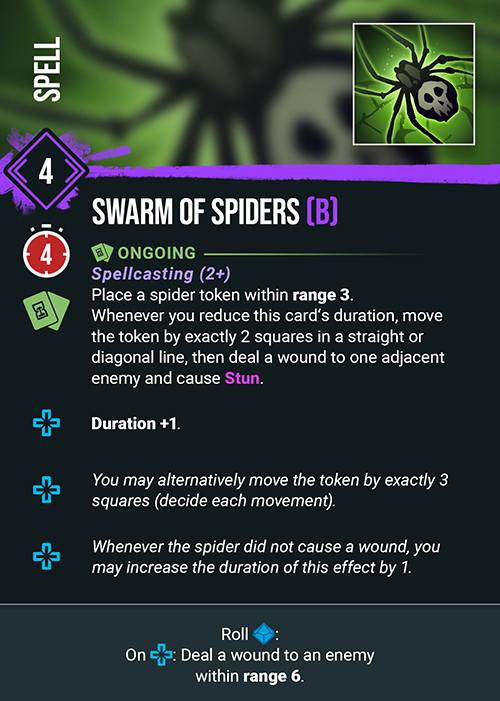 SPELL
4
SWARM OF SPIDERS (B)
4
ONGOING
Spellcasting (2+)
Place a spider token within range 3.
Whenever you reduce this card‘s duration, move
the token by exactly 2 squares in a straight or
diagonal line, then deal a wound to one adjacent
enemy and cause Stun.
Duration +1.
You may alternatively move the token by exactly 3
squares (decide each movement).
Whenever the spider did not cause a wound, you
may increase the duration of this effect by 1.
Roll :
On : Deal a wound to an enemy
within range 6.